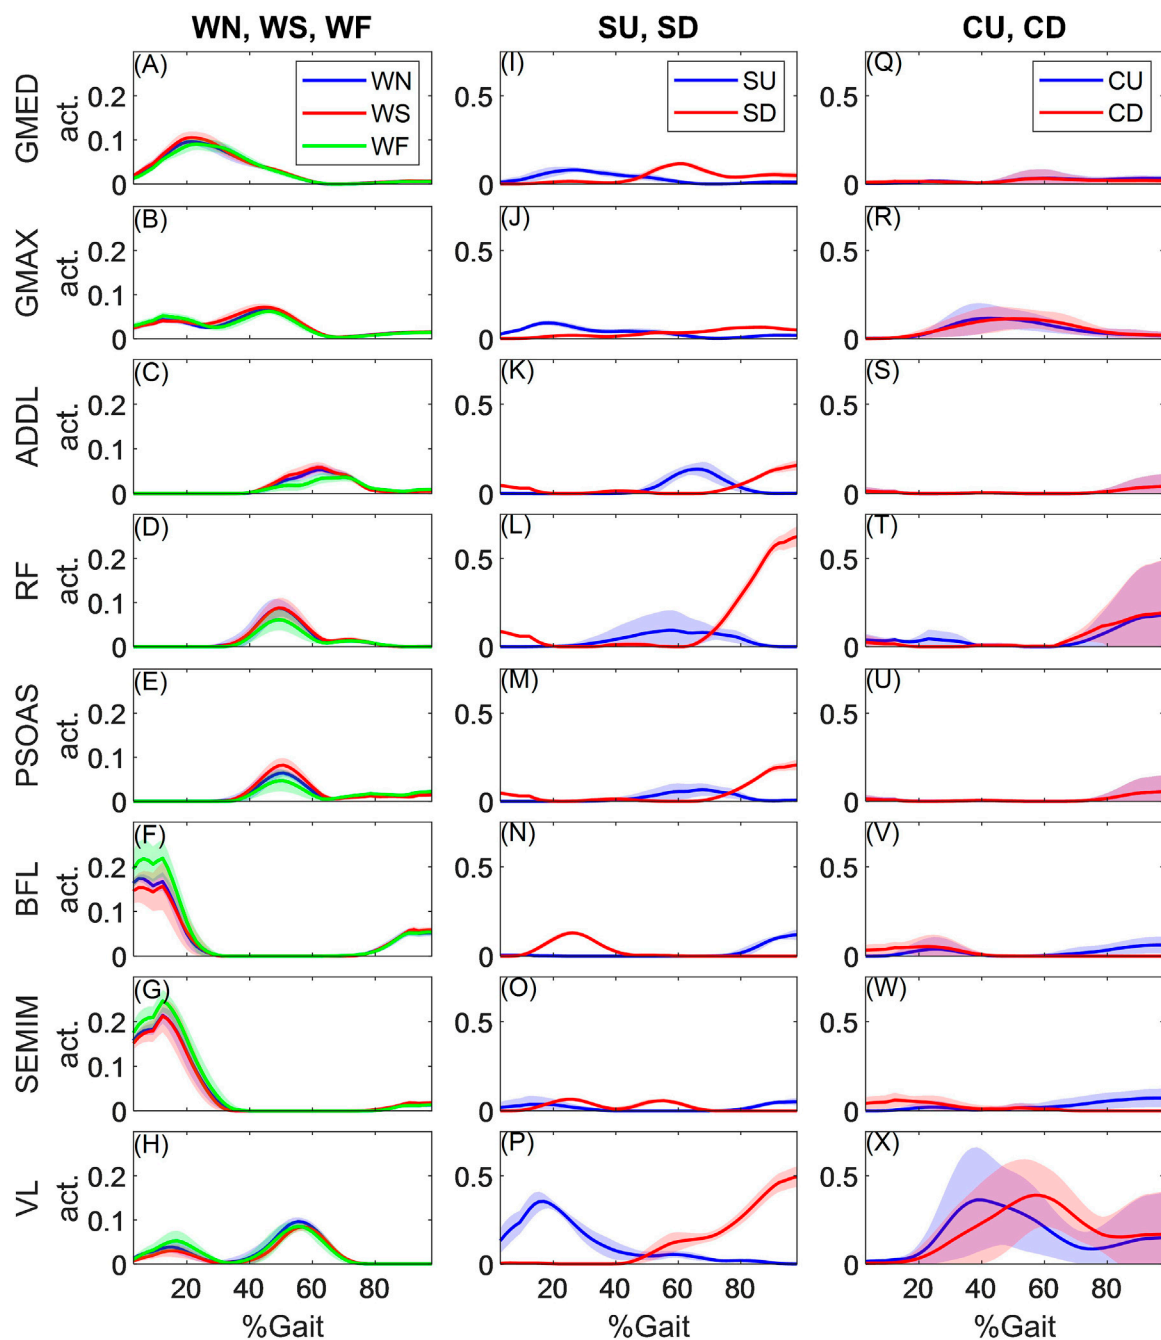 WN, WS, WF SU, SD CU, CD
(A) (I) (Q)
WN SU CU
WS SD CD
WF
GMED act. 0.2 0.1 0 0.5 0 0.5 0
(B) (J) (R)
GMAX act. 0.2 0.1 0 0.5 0 0.5 0
(C) (K) (S)
ADDL act. 0.2 0.1 0 0.5 0 0.5 0
(D) (L) (T)
RF act. 0.2 0.1 0 0.5 0 0.5 0
(E) (M) (U)
PSOAS act. 0.2 0.1 0 0.5 0 0.5 0
(F) (N) (V)
BFL act. 0.2 0.1 0 0.5 0 0.5 0
(G) (O) (W)
SEMIM act. 0.2 0.1 0 0.5 0 0.5 0
(H) (P) (X)
VL act. 0.2 0.1 0 0.5 0 0.5 0
20 40 60 80 20 40 60 80 20 40 60 80
%Gait %Gait %Gait